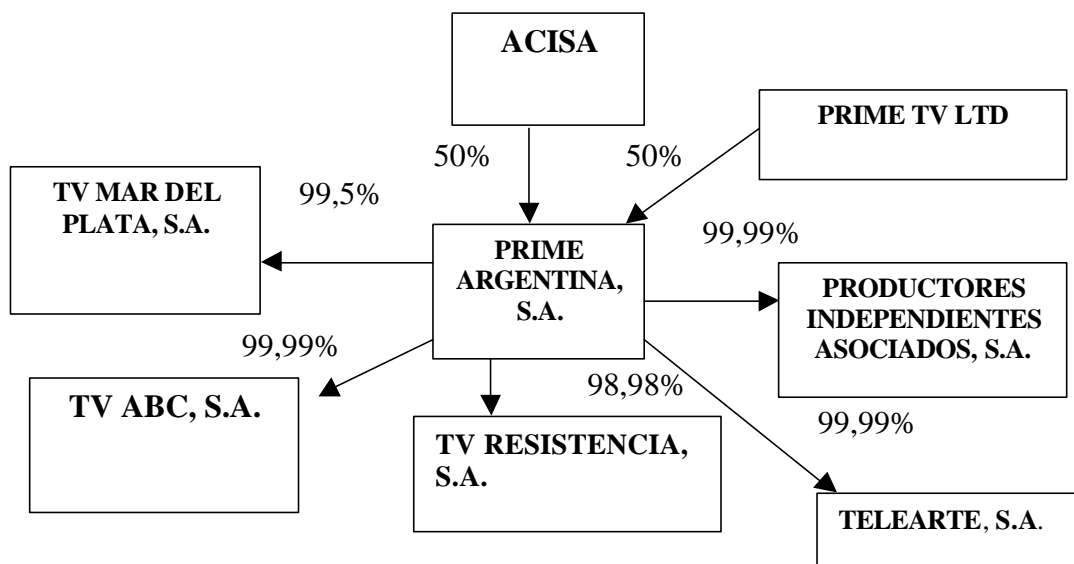 ACISA
PRIME TV LTD
50%
50%
TV MAR DEL
PLATA, S.A.
99,5%
99,99%
PRIME
ARGENTINA,
S.A.
PRODUCTORES
INDEPENDIENTES
ASOCIADOS, S.A.
99,99%
98,98%
TV ABC, S.A.
99,99%
TV RESISTENCIA,
S.A.
TELEARTE, S.A.